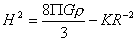 H² = 8ΠGρ/3 − KR⁻²